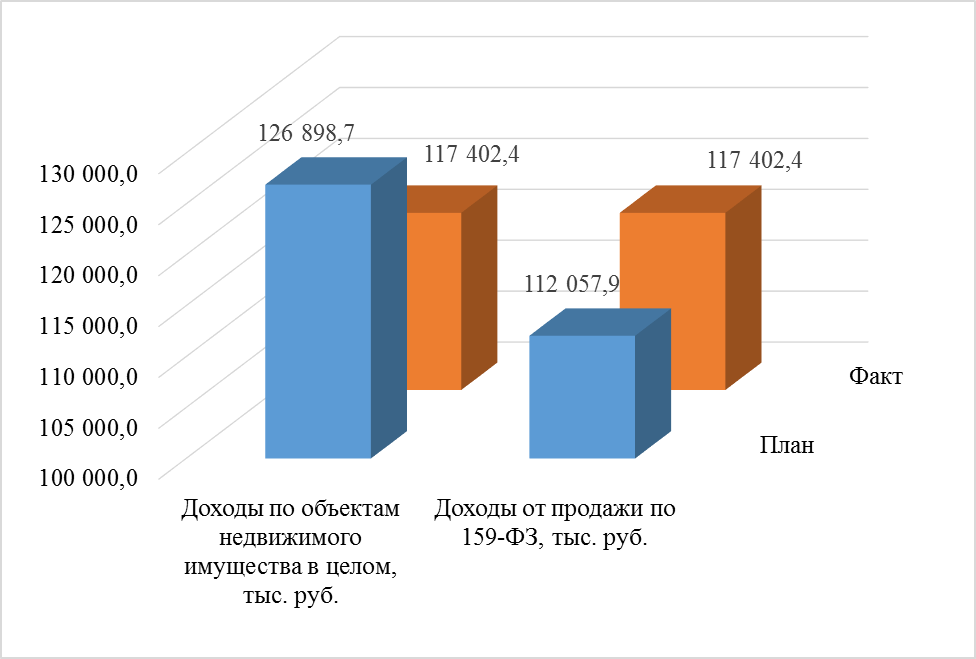 126 898,7
117 402,4
117 402,4
112 057,9
130 000,0
125 000,0
120 000,0
115 000,0
110 000,0
105 000,0
100 000,0
Факт
План
Доходы по объектам
недвижимого
имущества в целом,
тыс. руб.
Доходы от продажи по
159-ФЗ, тыс. руб.